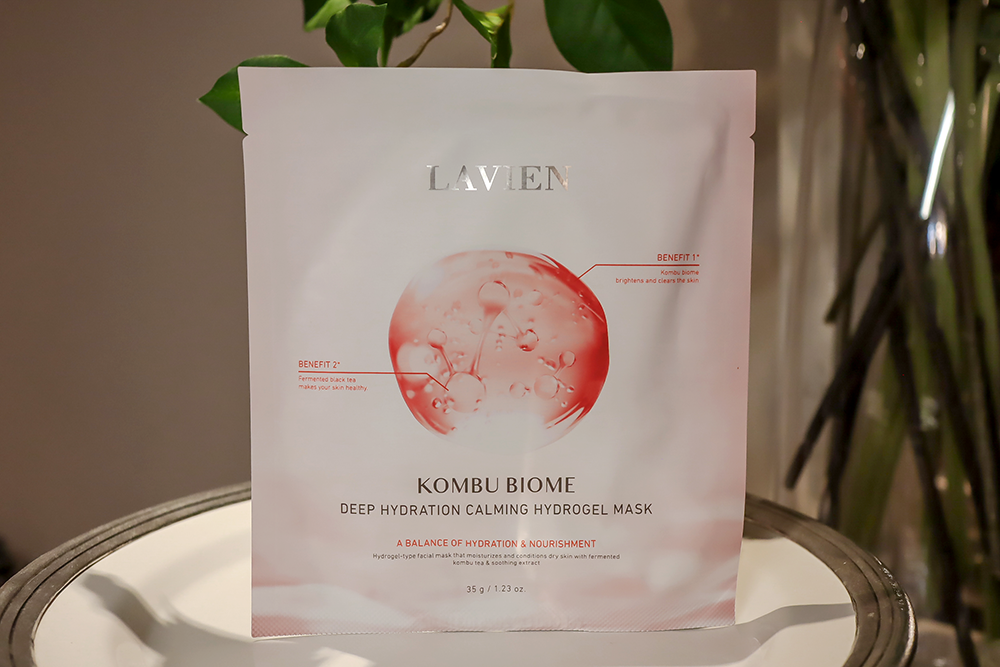 LAVIEN
BENEFIT 1*
Kombu biome
brightens and clears the skin
BENEFIT 2*
Fermented black tea
makes your skin healthy
KOMBU BIOME
DEEP HYDRATION CALMING HYDROGEL MASK
A BALANCE OF HYDRATION & NOURISHMENT
Hydrogel-type facial mask that moisturizes and conditions dry skin with fermented
kombu tea & soothing extract
35 g / 1.23 oz.